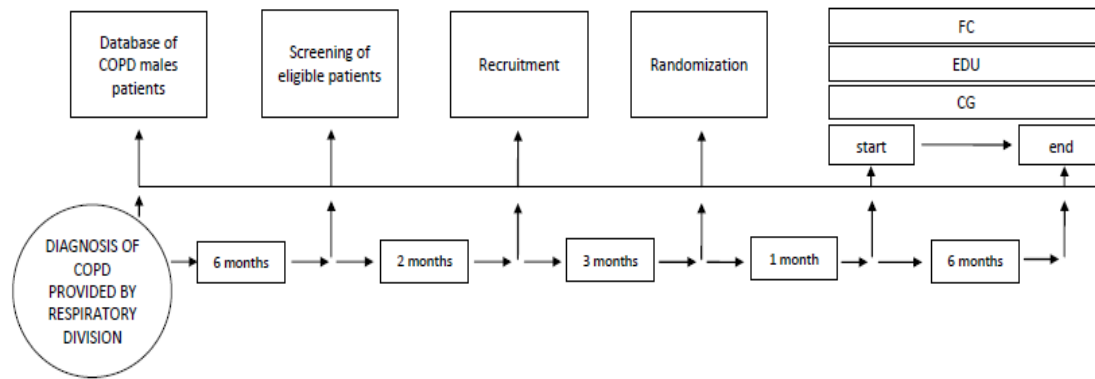 Database of
COPD males
patients
Screening of
eligible patients
Recruitment
Randomization
FC
EDU
CG
start
end
DIAGNOSIS OF
COPD
PROVIDED BY
RESPIRATORY
DIVISION
6 months
2 months
3 months
1 month
6 months